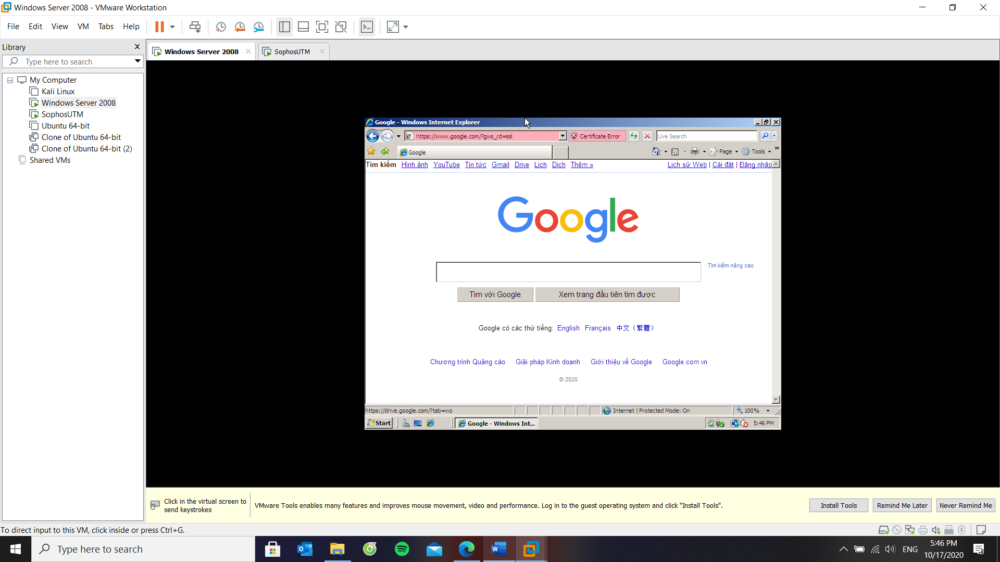 Windows Server 2008 - VMware Workstation
File Edit View VM Tabs Help
Library
Type here to search
My Computer
Kali Linux
Windows Server 2008
SophosUTM
Ubuntu 64-bit
Clone of Ubuntu 64-bit
Clone of Ubuntu 64-bit (2)
Shared VMs
Windows Server 2008
SophosUTM
Google - Windows Internet Explorer
https://www.google.com/?gws_rd=ssl
Certificate Error
Live Search
Google
Page
Tools
Tìm kiếm Hình ảnh YouTube Tin tức Gmail Drive Lịch Dịch Thêm »
Lịch sử Web | Cài đặt | Đăng nhập
Google
Tìm kiếm nâng cao
Tìm với Google
Xem trang đầu tiên tìm được
Google có các thứ tiếng: English Français 中文（繁體）
Chương trình Quảng cáo Giải pháp Kinh doanh Giới thiệu về Google Google.com.vn
© 2020
https://drive.google.com/?tab=wo
Internet | Protected Mode: On
100%
Start
Google - Windows Int...
5:46 PM
Click in the virtual screen to
send keystrokes
VMware Tools enables many features and improves mouse movement, video and performance. Log in to the guest operating system and click "Install Tools".
Install Tools
Remind Me Later
Never Remind Me
To direct input to this VM, click inside or press Ctrl+G.
Type here to search
ENG
5:46 PM
10/17/2020